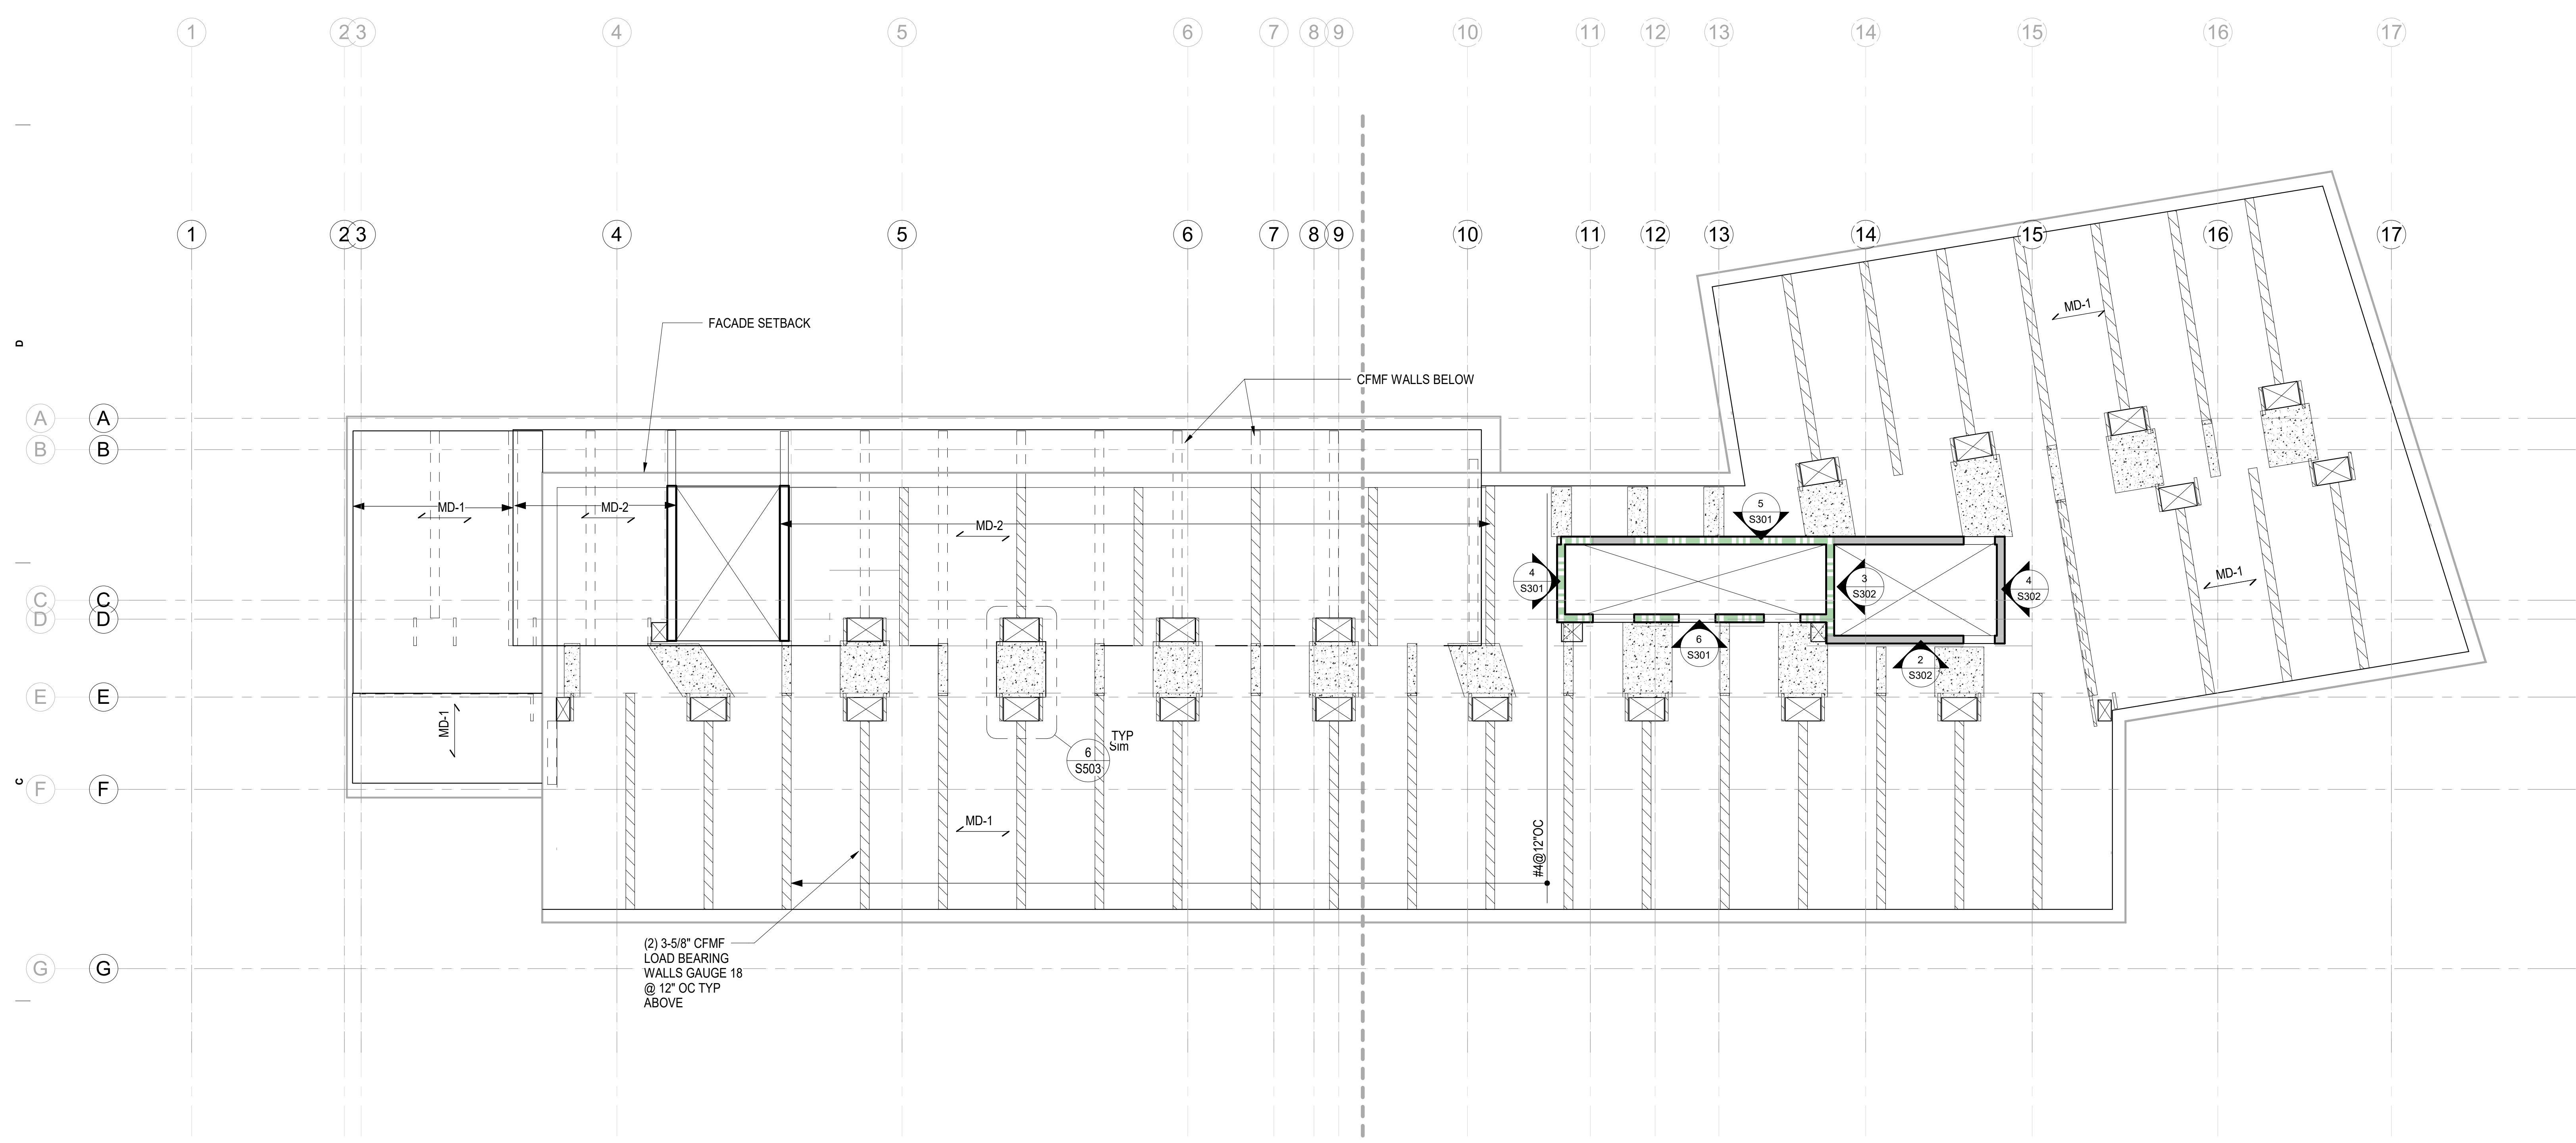 1 2 3 4 5 6 7 8 9 10 11 12 13 14 15 16 17
1 2 3 4 5 6 7 8 9 10 11 12 13 14 15 16 17
MD-1
D
FACADE SETBACK
CFMF WALLS BELOW
A A
B B
MD-1
MD-2
MD-2
5
S301
4
S301
3
S302
4
S302
MD-1
C C
D D
6
S301
2
S302
E E
MD-1
TYP
Sim
6
S503
C
F F
MD-1
#4@12"OC
(2) 3-5/8" CFMF
LOAD BEARING
WALLS GAUGE 18
@ 12" OC TYP
ABOVE
G G